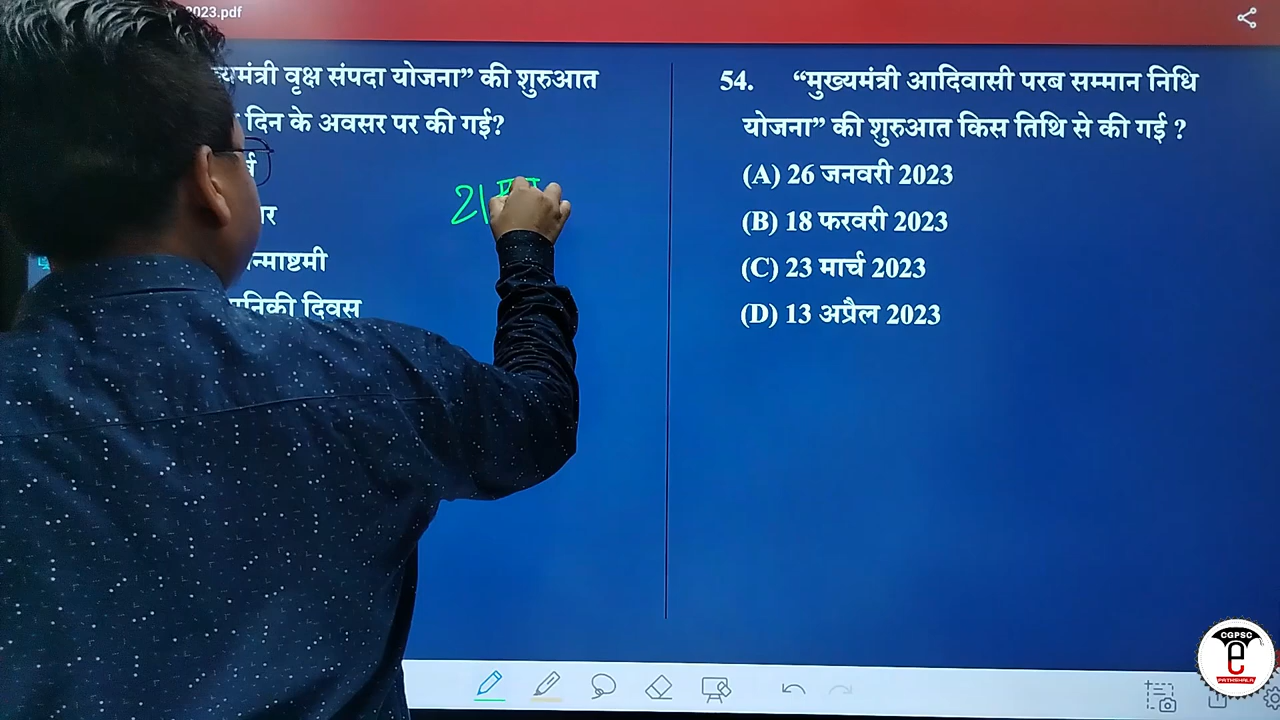 2023.pdf
वृक्ष संपदा योजना” की शुरुआत
दिन के अवसर पर की गई?
दिवस
21
54. “मुख्यमंत्री आदिवासी परब सम्मान निधि
योजना” की शुरुआत किस तिथि से की गई ?
(A) 26 जनवरी 2023
(B) 18 फरवरी 2023
(C) 23 मार्च 2023
(D) 13 अप्रैल 2023
CGPSC
e
PATHSHALA